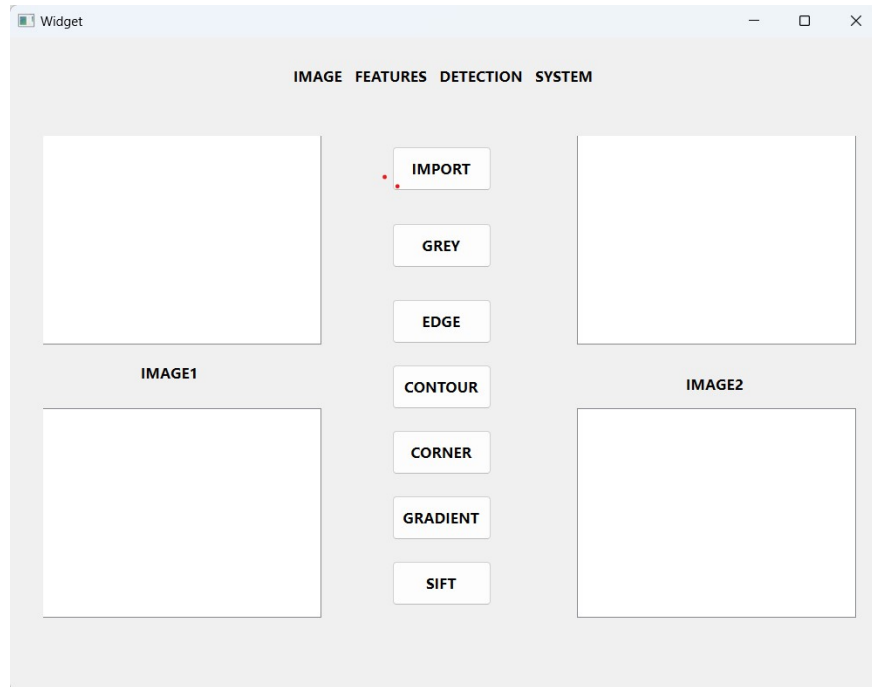 Widget
IMAGE FEATURES DETECTION SYSTEM
IMPORT
GREY
EDGE
IMAGE1
CONTOUR
IMAGE2
CORNER
GRADIENT
SIFT